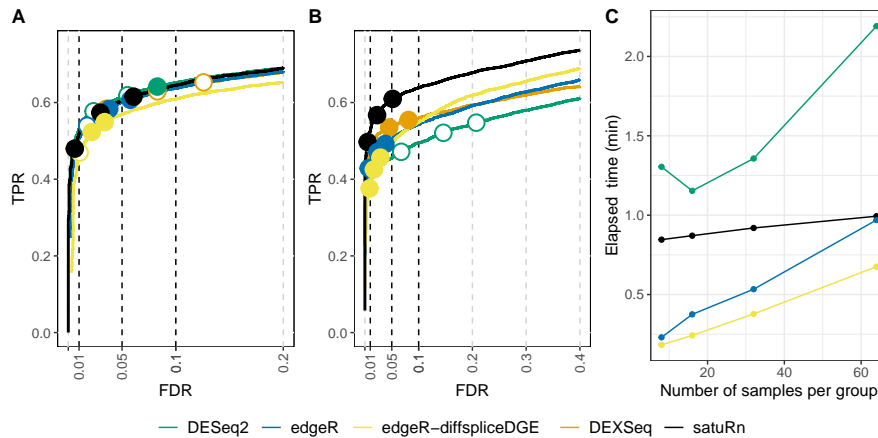 A
B
C
TPR
0.6
0.4
0.2
0.0
0.01
0.05
0.1
0.2
FDR
TPR
0.6
0.4
0.2
0.0
0.01
0.05
0.1
0.2
0.3
0.4
FDR
Elapsed time (min)
2.0
1.5
1.0
0.5
20
40
60
Number of samples per group
DESeq2
edgeR
edgeR−diffspliceDGE
DEXSeq
satuRn